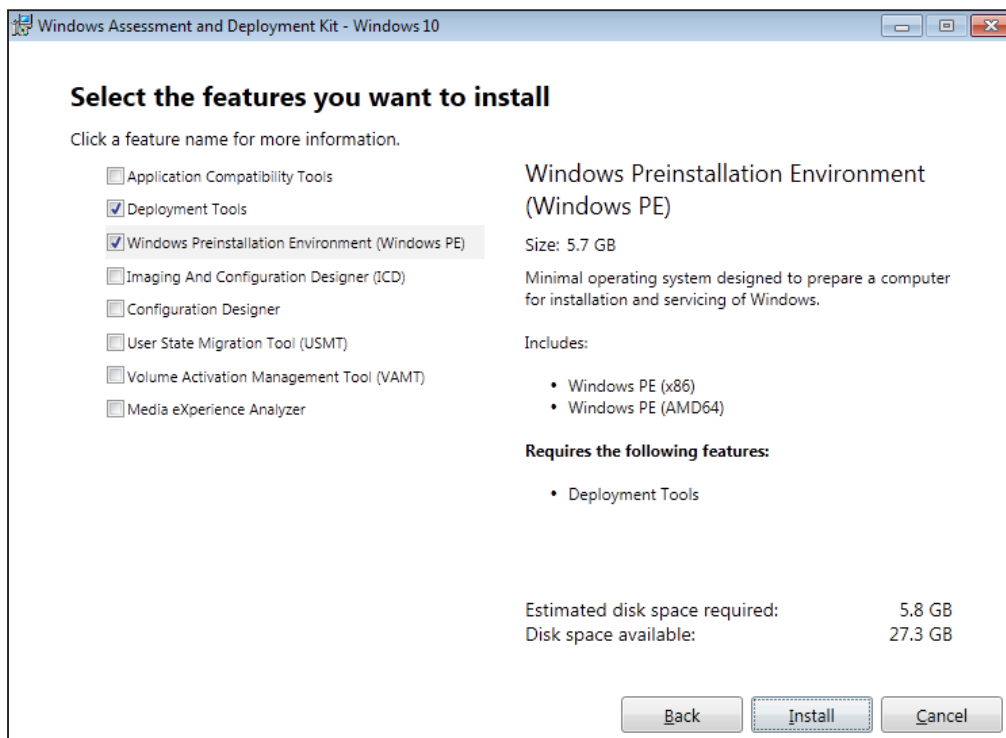 Windows Assessment and Deployment Kit - Windows 10
Select the features you want to install
Click a feature name for more information.
Application Compatibility Tools
Deployment Tools
Windows Preinstallation Environment (Windows PE)
Imaging And Configuration Designer (ICD)
Configuration Designer
User State Migration Tool (USMT)
Volume Activation Management Tool (VAMT)
Media eXperience Analyzer
Windows Preinstallation Environment
(Windows PE)
Size: 5.7 GB
Minimal operating system designed to prepare a computer
for installation and servicing of Windows.
Includes:
• Windows PE (x86)
• Windows PE (AMD64)
Requires the following features:
• Deployment Tools
Estimated disk space required: 5.8 GB
Disk space available: 27.3 GB
Back Install Cancel